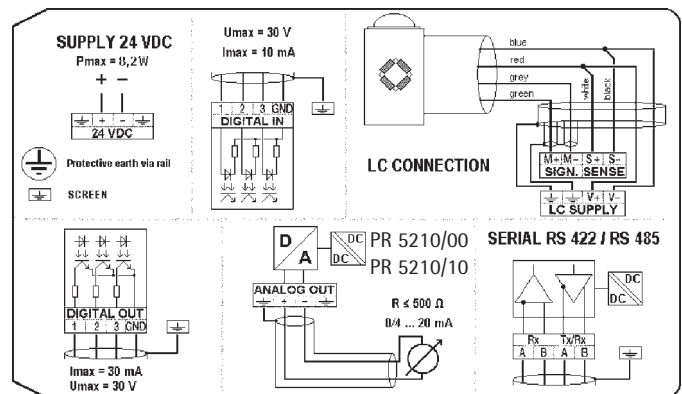 SUPPLY 24 VDC
Pmax = 8,2W
+ −
+ −
24 VDC
Protective earth via rail
SCREEN
Umax = 30 V
Imax = 10 mA
1 2 3 GND
DIGITAL IN
blue
red
grey
green
white
black
LC CONNECTION
M+ M− S+ S−
SIGN. SENSE
V+ V−
LC SUPPLY
DIGITAL OUT
1 2 3 GND
Imax = 30 mA
Umax = 30 V
D
A
DC
DC
PR 5210/00
PR 5210/10
ANALOG OUT
+ −
R ≤ 500 Ω
0/4 ... 20 mA
SERIAL RS 422 / RS 485
DC
DC
Rx Tx/Rx
A B A B